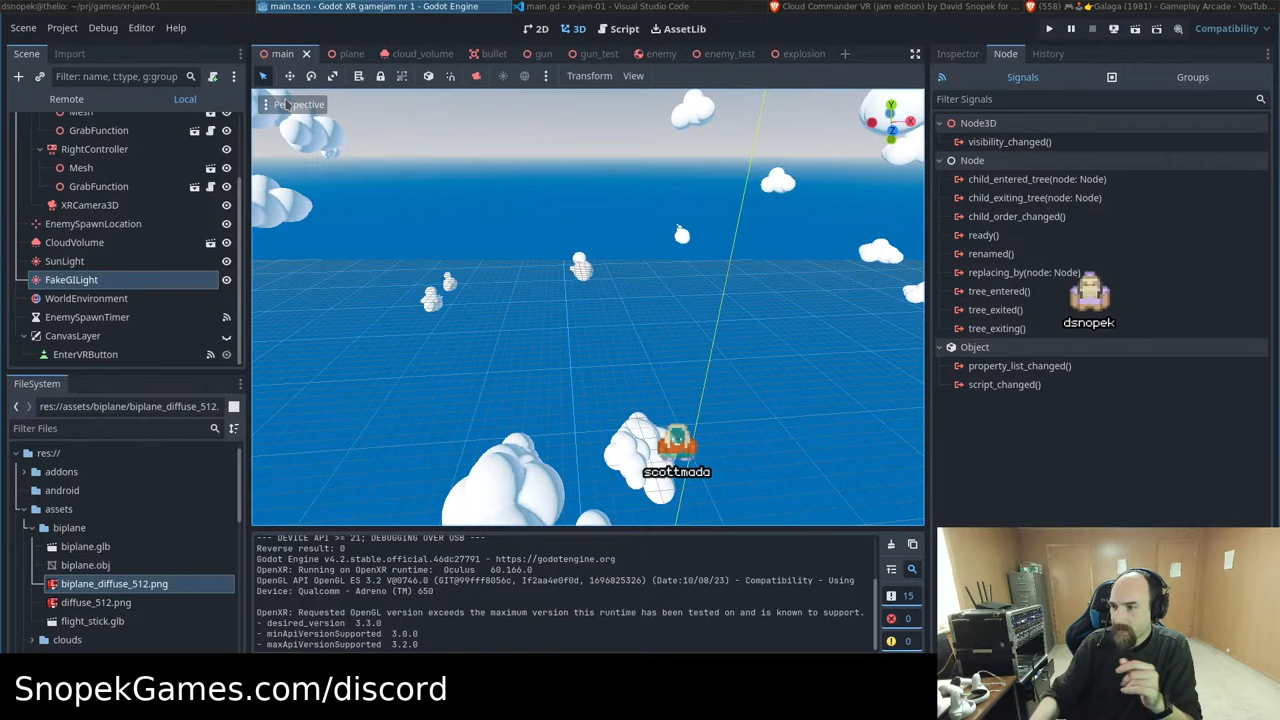 dsnopek@thelio: ~/prj/games/xr-jam-01
main.tscn - Godot XR gamejam nr 1 - Godot Engine
main.gd - xr-jam-01 - Visual Studio Code
Cloud Commander VR (jam edition) by David Snopek for ...
(558) Galaga (1981) - Gameplay Arcade - YouTu...
Scene Project Debug Editor Help
2D 3D Script AssetLib
Compatibility
Scene Import
main plane cloud_volume bullet gun gun_test enemy enemy_test explosion
Inspector Node History
Filter: name, t:type, g:group
Transform View
Signals Groups
Remote Local
Perspective
Y
X
Z
Filter Signals
Mesh
GrabFunction
RightController
Mesh
GrabFunction
XRCamera3D
EnemySpawnLocation
CloudVolume
SunLight
FakeGILight
WorldEnvironment
EnemySpawnTimer
CanvasLayer
EnterVRButton
Node3D
visibility_changed()
Node
child_entered_tree(node: Node)
child_exiting_tree(node: Node)
child_order_changed()
ready()
renamed()
replacing_by(node: Node)
tree_entered()
tree_exited()
tree_exiting()
Object
property_list_changed()
script_changed()
dsnopek
scottmada
FileSystem
res://assets/biplane/biplane_diffuse_512.
Filter Files
res://
addons
android
assets
biplane
biplane.glb
biplane.obj
biplane_diffuse_512.png
diffuse_512.png
flight_stick.glb
clouds
--- DEVICE API >= 21; DEBUGGING OVER USB ---
Reverse result: 0
Godot Engine v4.2.stable.official.46dc27791 - https://godotengine.org
OpenXR: Running on OpenXR runtime: Oculus 60.166.0
OpenGL API OpenGL ES 3.2 V@0746.0 (GIT@99fff8056c, If2aa4e0f0d, 1696825326) (Date:10/08/23) - Compatibility - Using
Device: Qualcomm - Adreno (TM) 650
OpenXR: Requested OpenGL version exceeds the maximum version this runtime has been tested on and is known to support.
- desired_version 3.3.0
- minApiVersionSupported 3.0.0
- maxApiVersionSupported 3.2.0
15
0
0
SnopekGames.com/discord